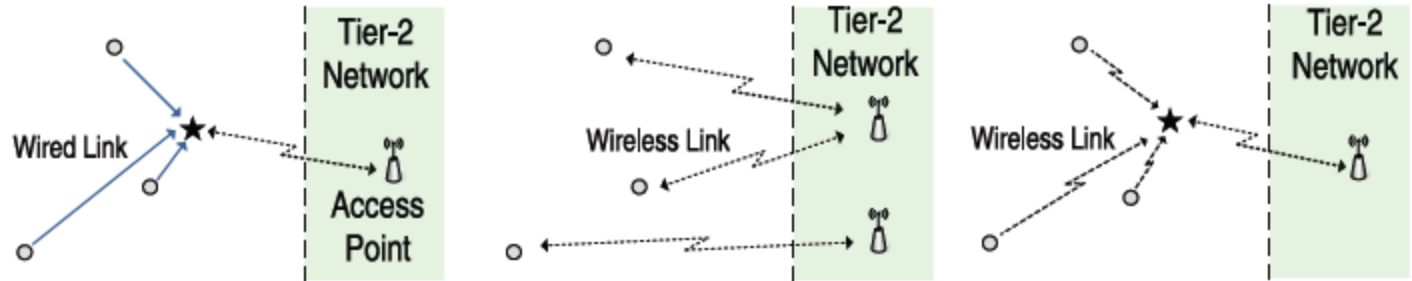 Tier-2
Network
Wired Link
Access
Point
Tier-2
Network
Wireless Link
Tier-2
Network
Wireless Link